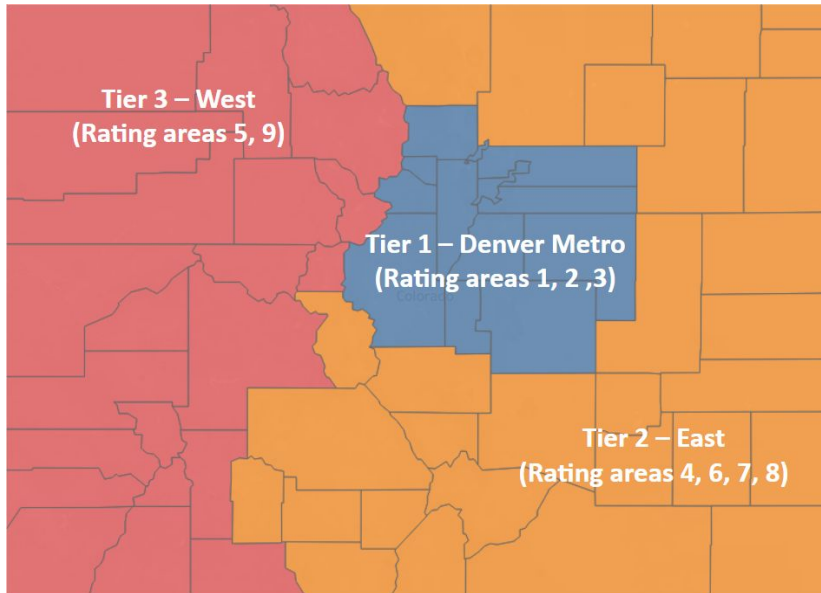 Tier 3 – West
(Rating areas 5, 9)
Tier 1 – Denver Metro
(Rating areas 1, 2 ,3)
Colorado
Tier 2 – East
(Rating areas 4, 6, 7, 8)